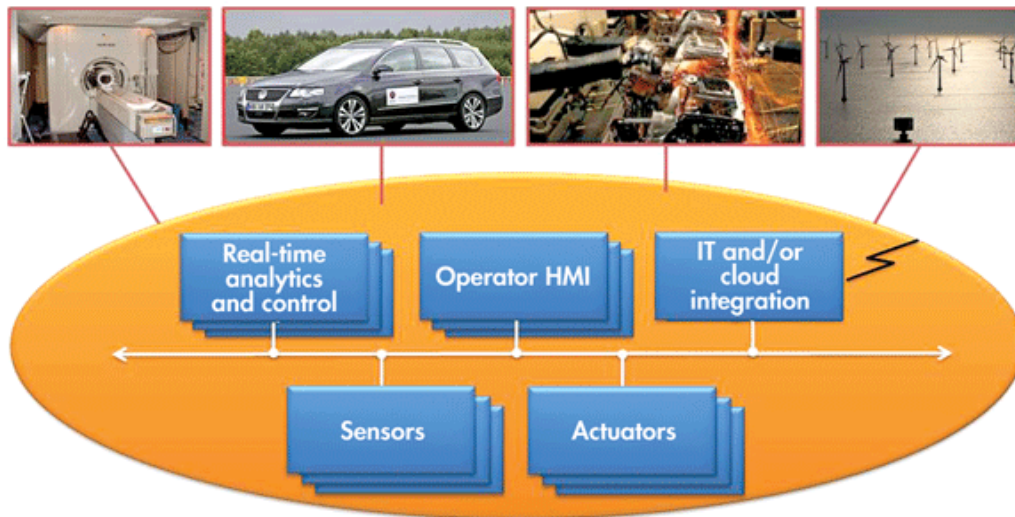 Real-time
analytics
and control
Operator HMI
IT and/or
cloud
integration
Sensors
Actuators